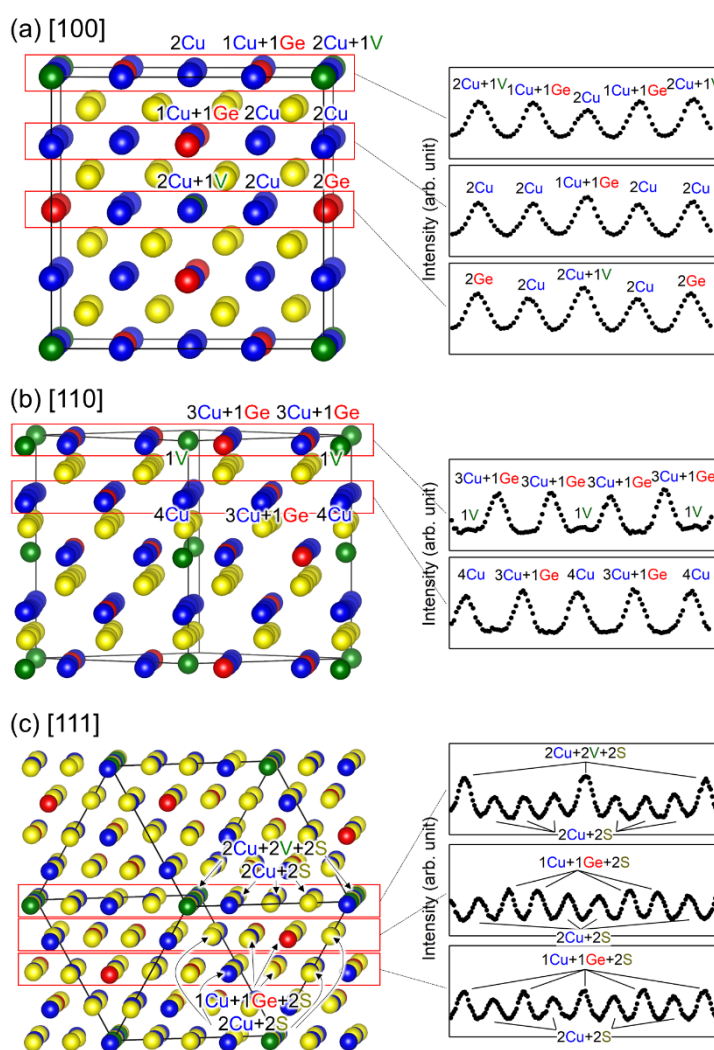 (a) [100]
2Cu 1Cu+1Ge 2Cu+1V
1Cu+1Ge 2Cu 2Cu
2Cu+1V 2Cu 2Ge
Intensity (arb. unit)
2Cu+1V 1Cu+1Ge 2Cu 1Cu+1Ge 2Cu+1V
2Cu 2Cu 1Cu+1Ge 2Cu 2Cu
2Ge 2Cu 2Cu+1V 2Cu 2Ge
(b) [110]
3Cu+1Ge 3Cu+1Ge
1V 1V
4Cu 3Cu+1Ge 4Cu
Intensity (arb. unit)
3Cu+1Ge 3Cu+1Ge 3Cu+1Ge 3Cu+1Ge
1V 1V 1V
4Cu 3Cu+1Ge 4Cu 3Cu+1Ge 4Cu
(c) [111]
2Cu+2V+2S
2Cu+2S
1Cu+1Ge+2S
2Cu+2S
Intensity (arb. unit)
2Cu+2V+2S
2Cu+2S
1Cu+1Ge+2S
2Cu+2S
1Cu+1Ge+2S
2Cu+2S